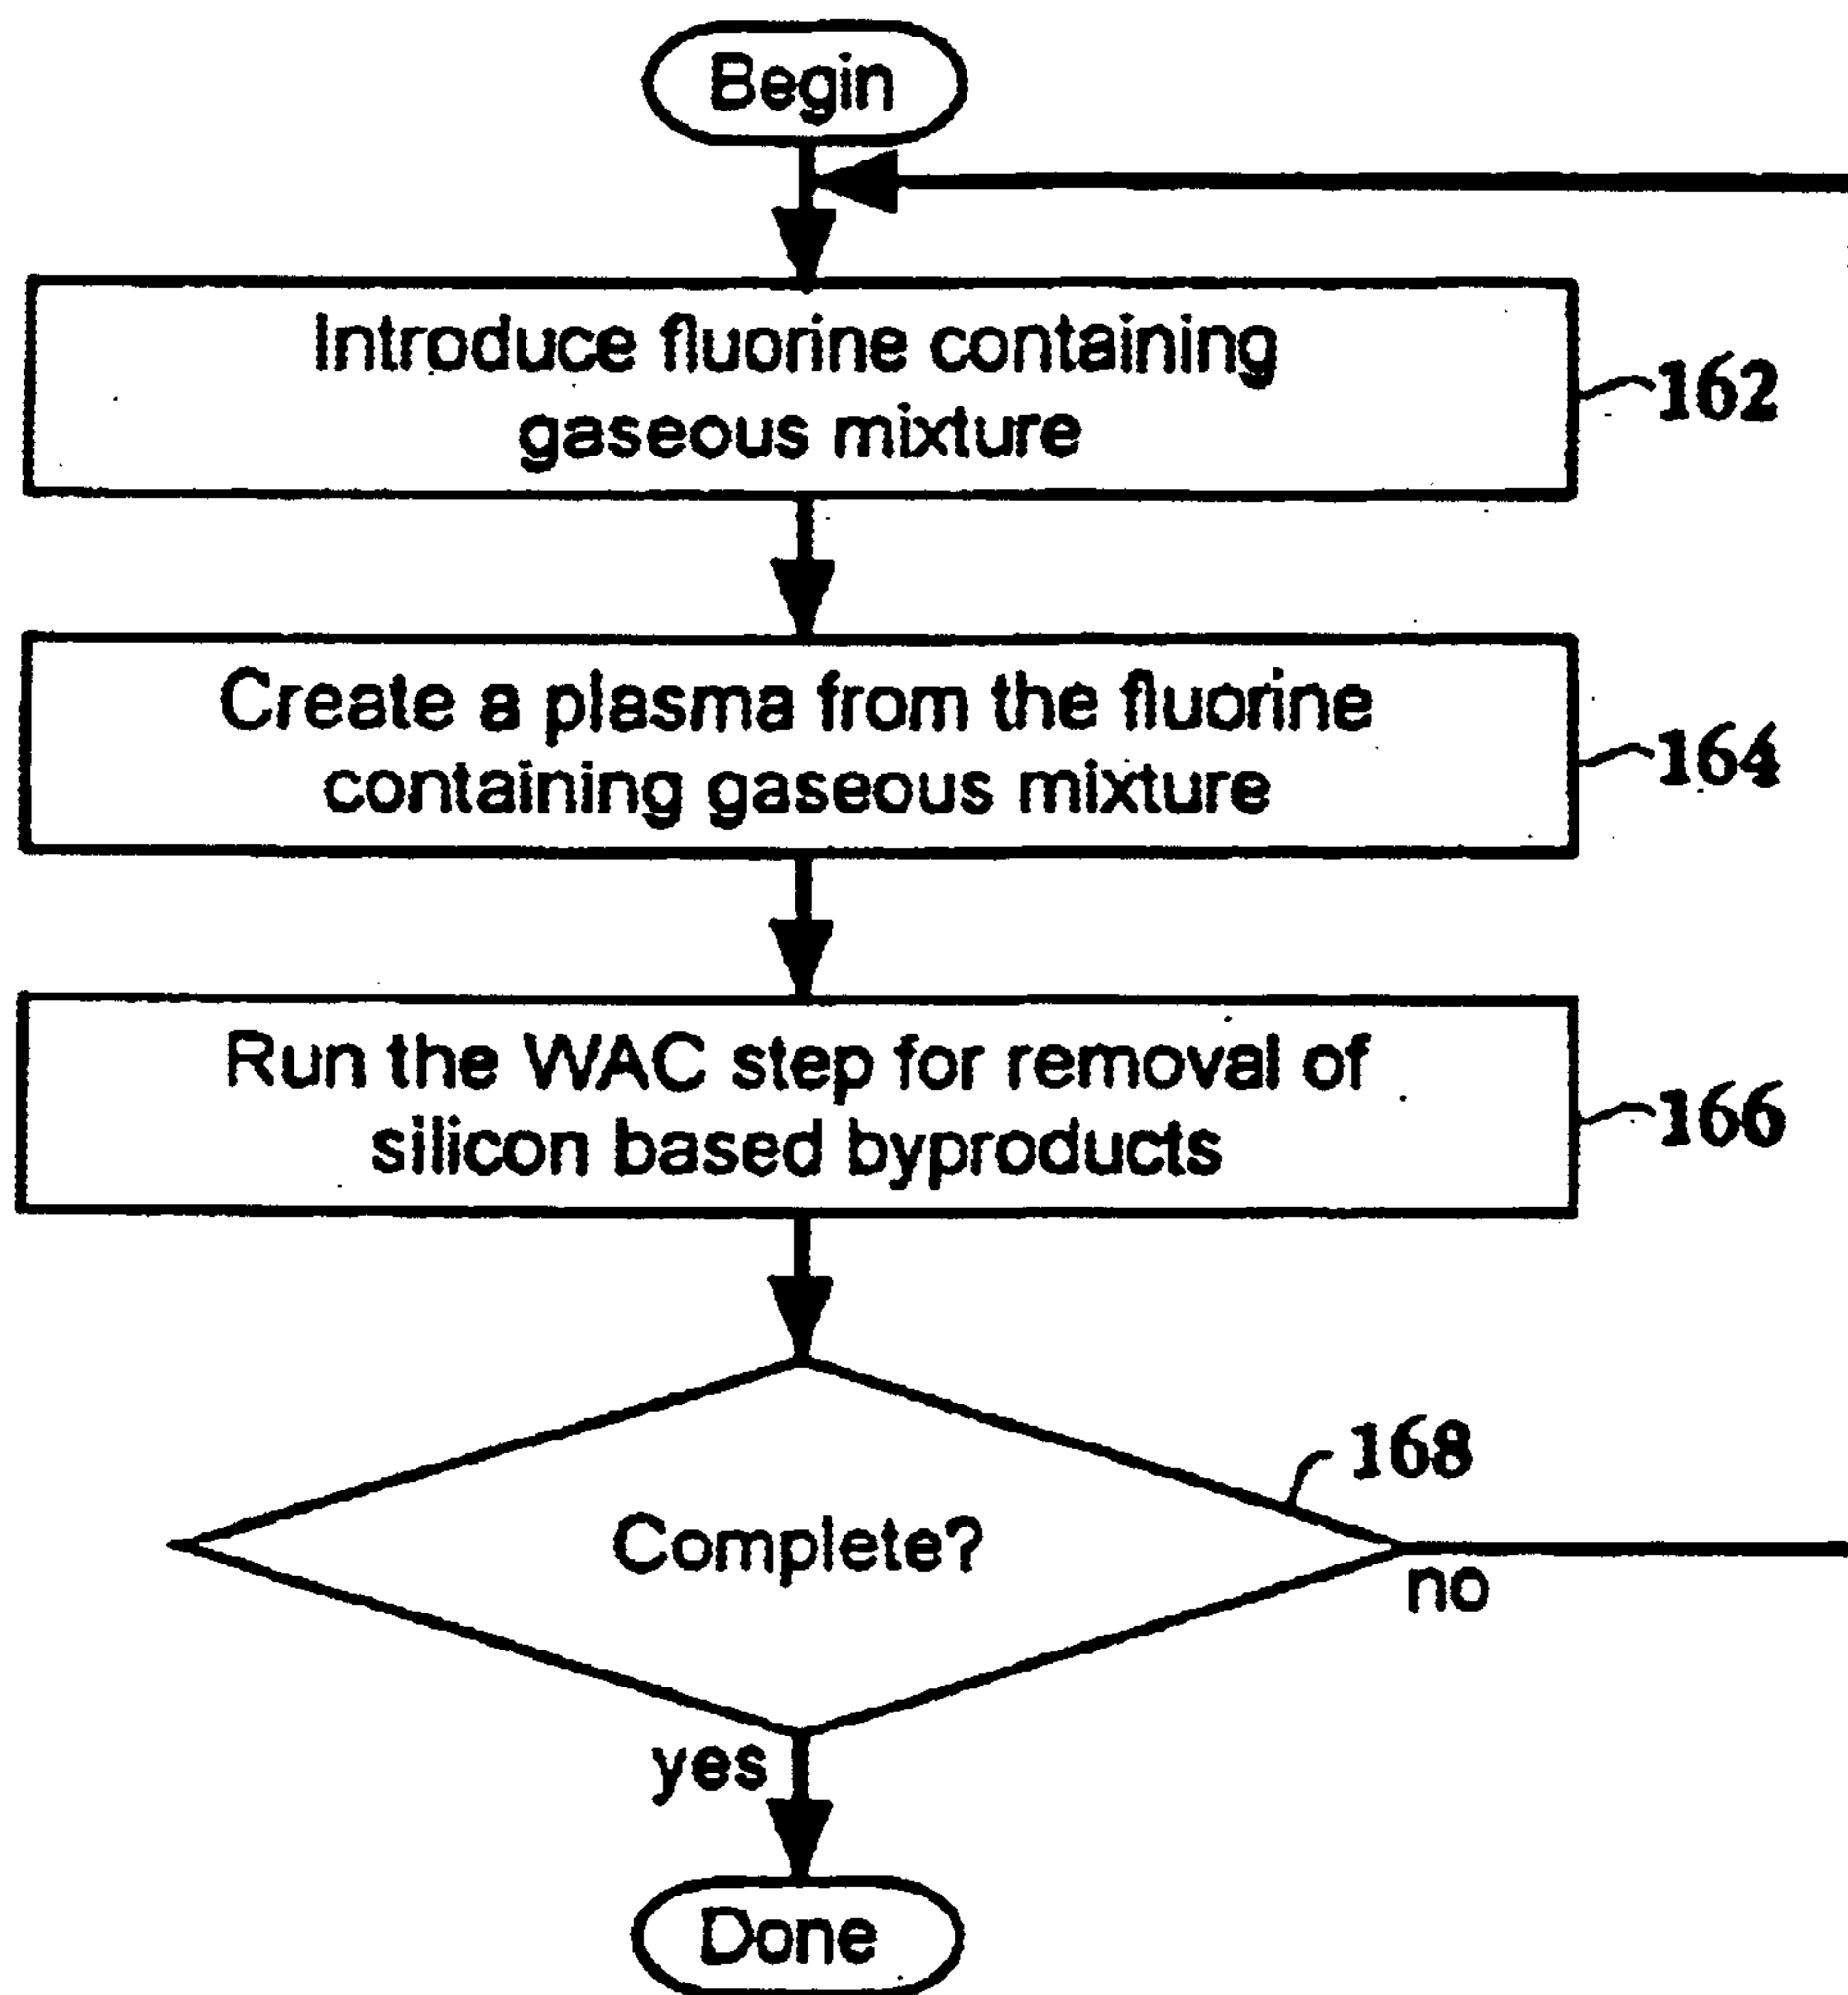 Begin
Introduce fluorine containing
gaseous mixture
162
Create a plasma from the fluorine
containing gaseous mixture
164
Run the WAC step for removal of
silicon based byproducts
166
168
Complete?
no
yes
Done